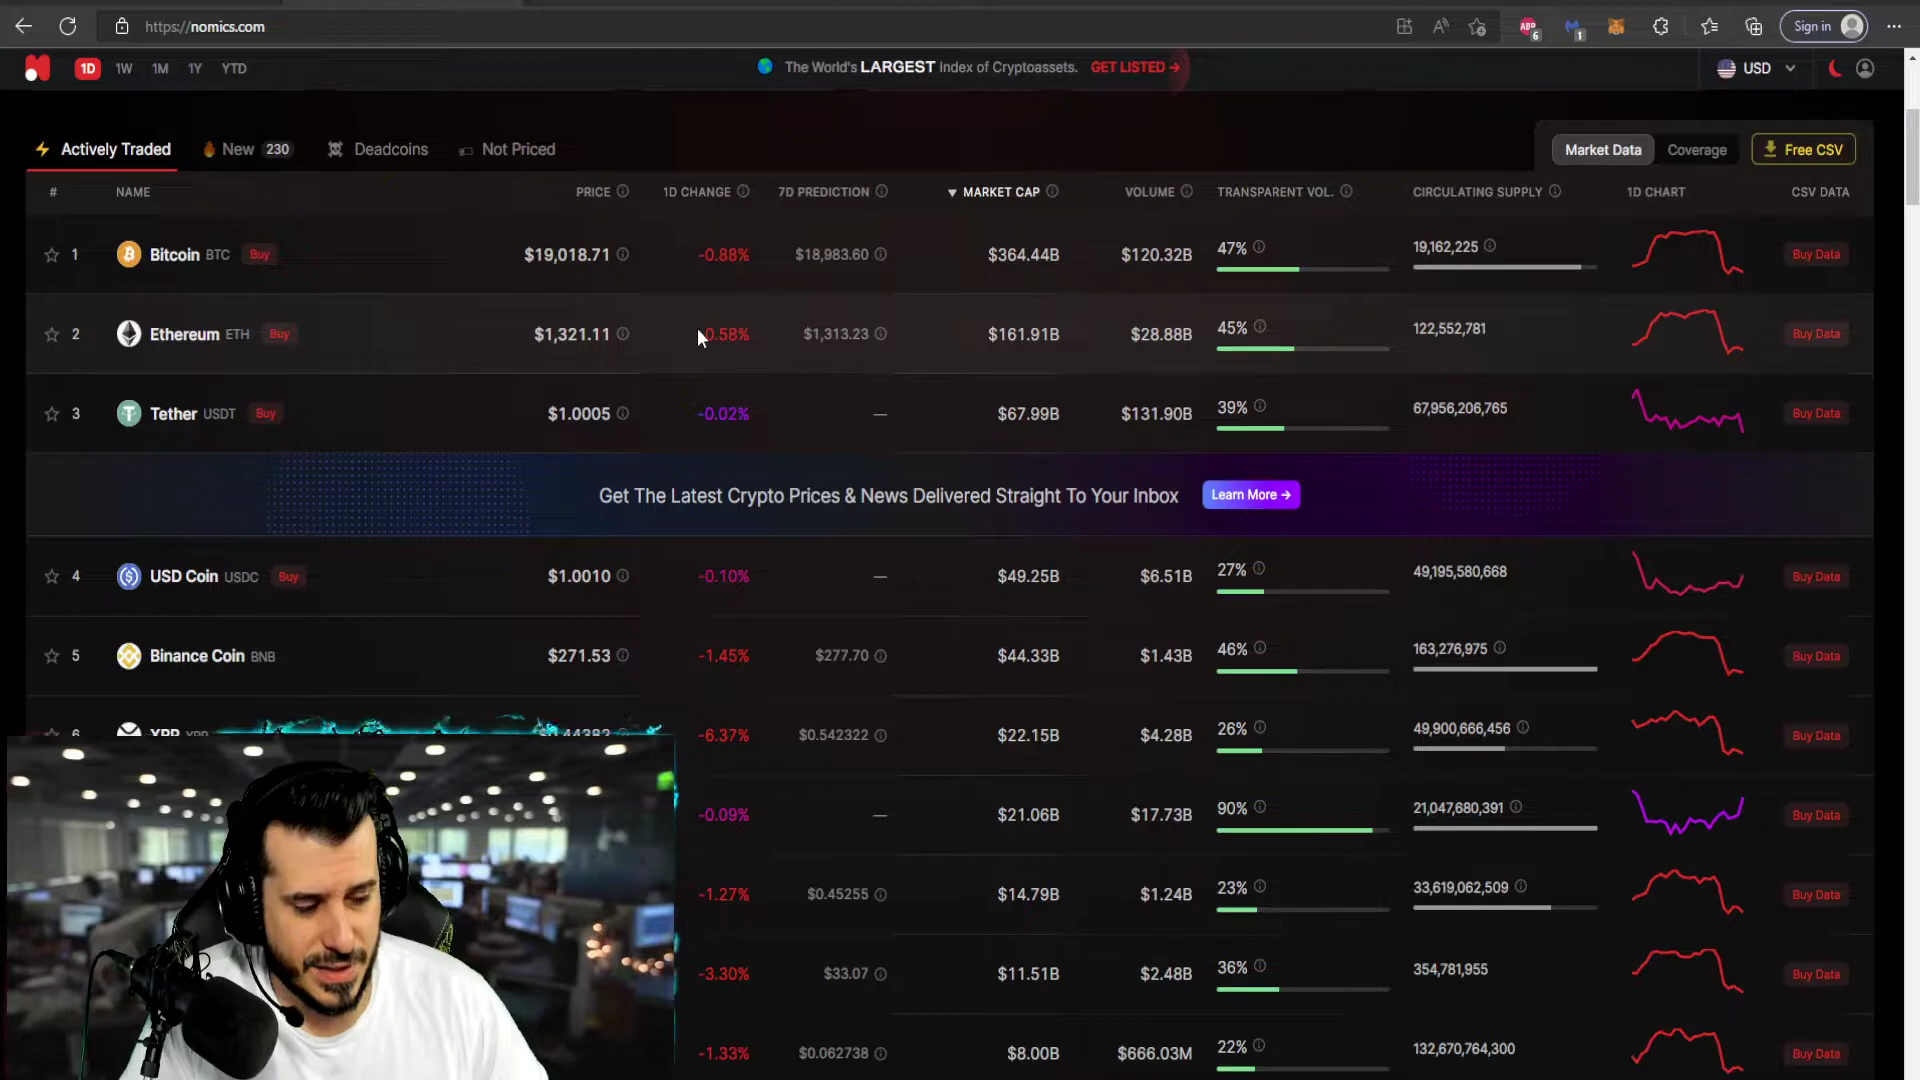 https://nomics.com
6
1
Sign in
1D 1W 1M 1Y YTD
The World's LARGEST Index of Cryptoassets. GET LISTED →
USD
Actively Traded New 230 Deadcoins Not Priced
Market Data Coverage Free CSV
# NAME PRICE 1D CHANGE 7D PREDICTION ▼ MARKET CAP VOLUME TRANSPARENT VOL. CIRCULATING SUPPLY 1D CHART CSV DATA
1 Bitcoin BTC Buy $19,018.71 -0.88% $18,983.60 $364.44B $120.32B 47% 19,162,225 Buy Data
2 Ethereum ETH Buy $1,321.11 0.58% $1,313.23 $161.91B $28.88B 45% 122,552,781 Buy Data
3 Tether USDT Buy $1.0005 -0.02% — $67.99B $131.90B 39% 67,956,206,765 Buy Data
Get The Latest Crypto Prices & News Delivered Straight To Your Inbox Learn More →
4 USD Coin USDC Buy $1.0010 -0.10% — $49.25B $6.51B 27% 49,195,580,668 Buy Data
5 Binance Coin BNB $271.53 -1.45% $277.70 $44.33B $1.43B 46% 163,276,975 Buy Data
6 XRP XRP $0.44382 -6.37% $0.542322 $22.15B $4.28B 26% 49,900,666,456 Buy Data
-0.09% — $21.06B $17.73B 90% 21,047,680,391 Buy Data
-1.27% $0.45255 $14.79B $1.24B 23% 33,619,062,509 Buy Data
-3.30% $33.07 $11.51B $2.48B 36% 354,781,955 Buy Data
-1.33% $0.062738 $8.00B $666.03M 22% 132,670,764,300 Buy Data